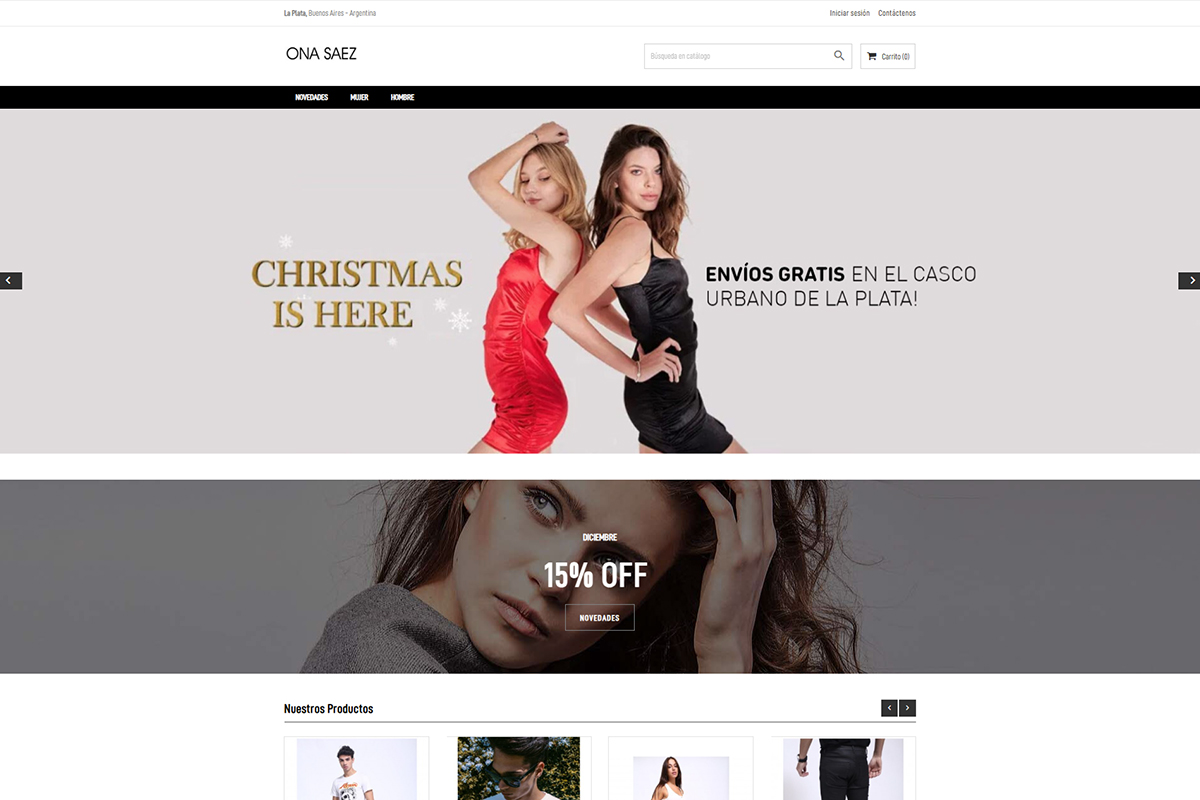 La Plata, Buenos Aires - Argentina
Iniciar sesión Contáctenos
ONA SAEZ
Búsqueda en catálogo
Carrito (0)
NOVEDADES MUJER HOMBRE
CHRISTMAS
IS HERE
ENVÍOS GRATIS EN EL CASCO
URBANO DE LA PLATA!
DICIEMBRE
15% OFF
NOVEDADES
Nuestros Productos